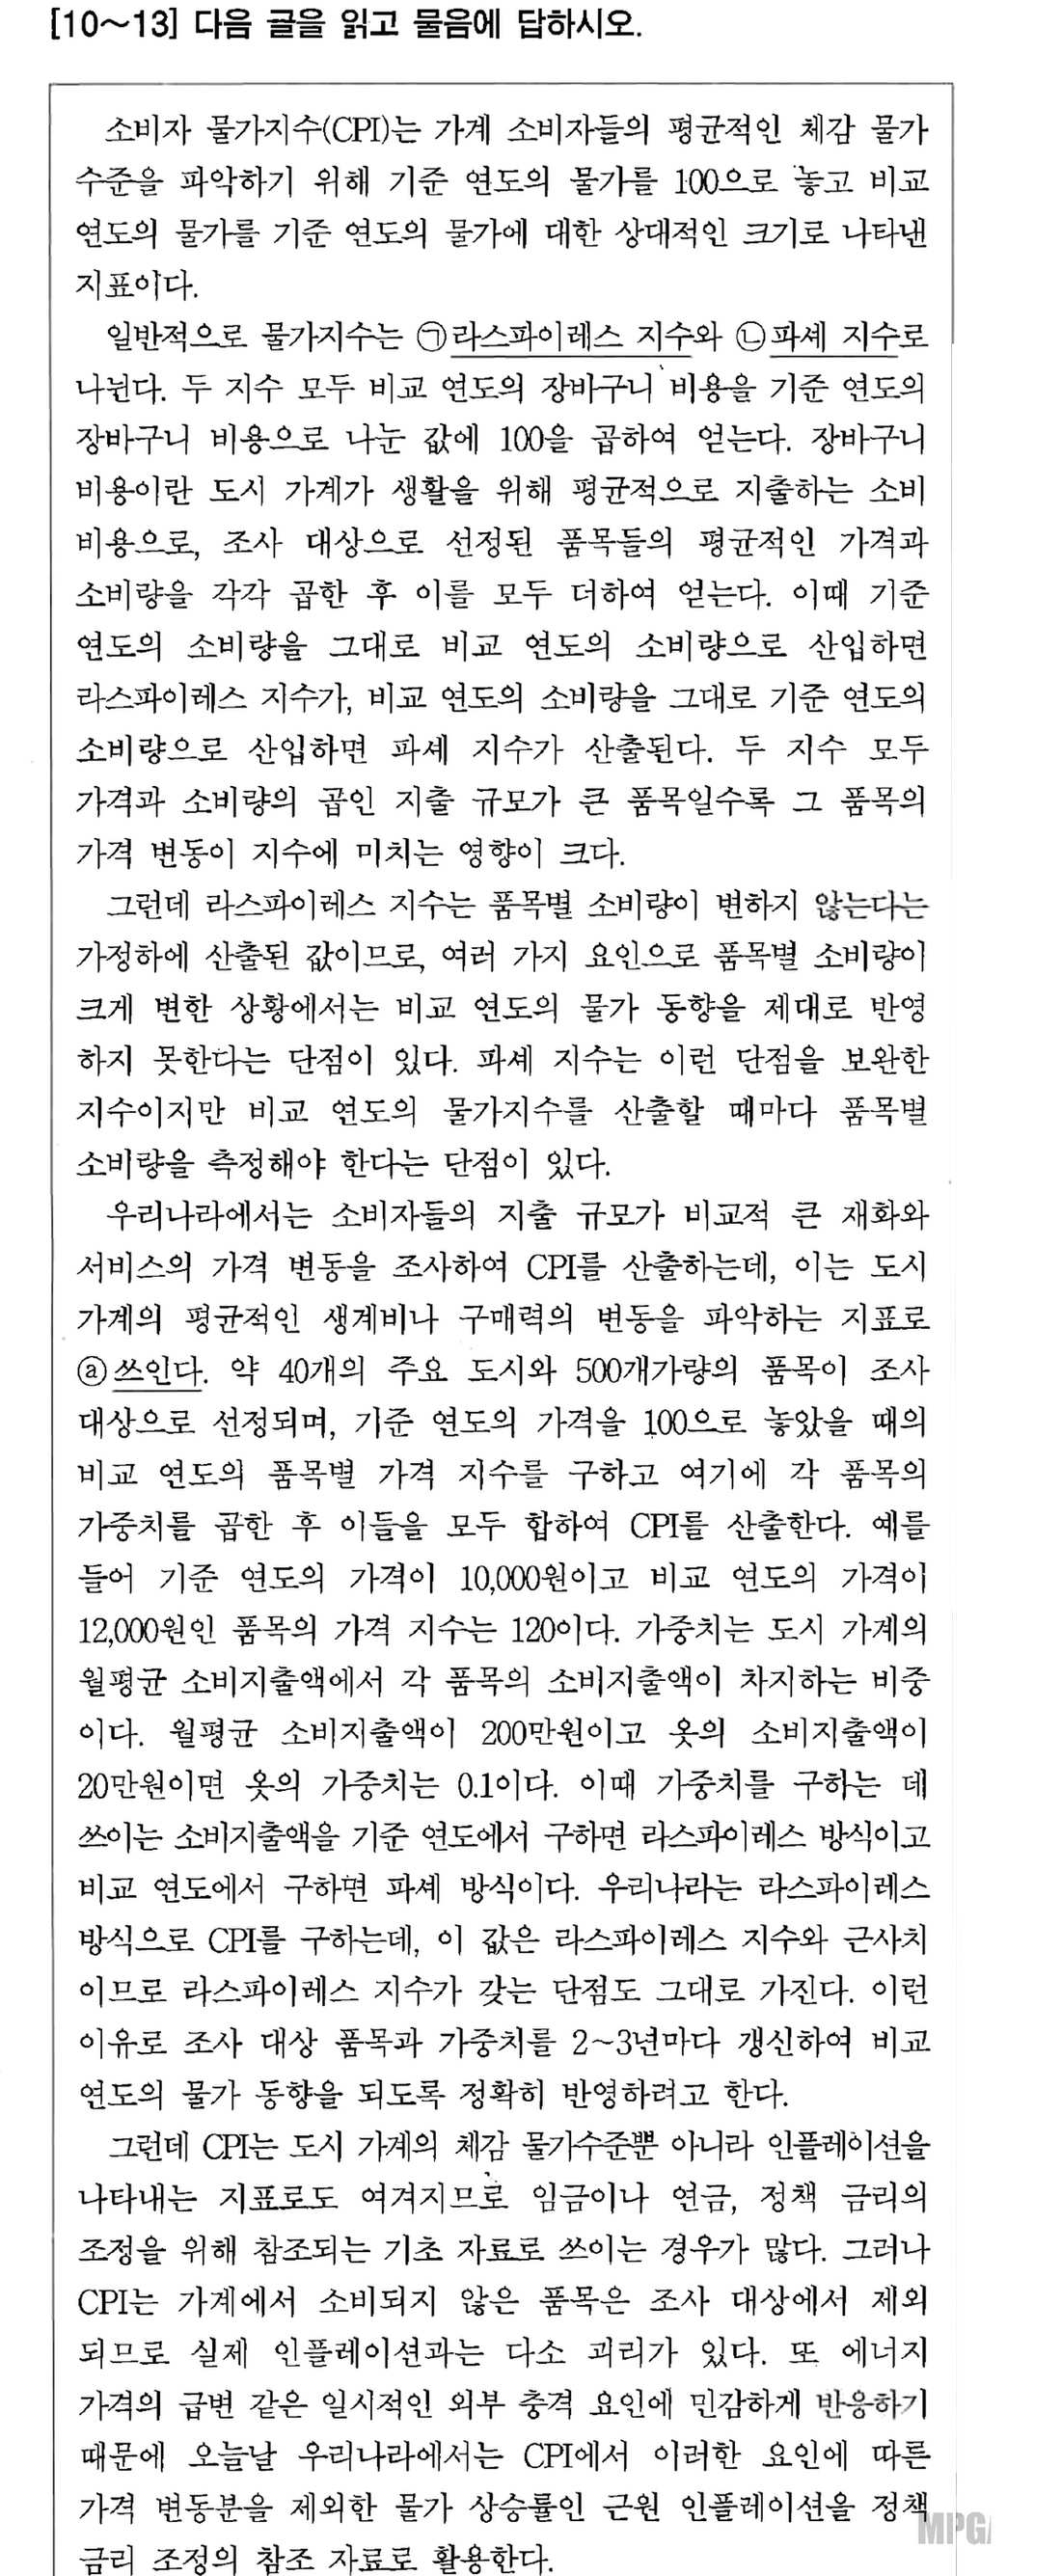 [10～13] 다음 글을 읽고 물음에 답하시오.
소비자 물가지수(CPI)는 가계 소비자들의 평균적인 체감 물가
수준을 파악하기 위해 기준 연도의 물가를 100으로 놓고 비교
연도의 물가를 기준 연도의 물가에 대한 상대적인 크기로 나타낸
지표이다.
일반적으로 물가지수는 ㉠라스파이레스 지수와 ㉡파셰 지수로
나뉜다. 두 지수 모두 비교 연도의 장바구니 비용을 기준 연도의
장바구니 비용으로 나눈 값에 100을 곱하여 얻는다. 장바구니
비용이란 도시 가계가 생활을 위해 평균적으로 지출하는 소비
비용으로, 조사 대상으로 선정된 품목들의 평균적인 가격과
소비량을 각각 곱한 후 이를 모두 더하여 얻는다. 이때 기준
연도의 소비량을 그대로 비교 연도의 소비량으로 산입하면
라스파이레스 지수가, 비교 연도의 소비량을 그대로 기준 연도의
소비량으로 산입하면 파셰 지수가 산출된다. 두 지수 모두
가격과 소비량의 곱인 지출 규모가 큰 품목일수록 그 품목의
가격 변동이 지수에 미치는 영향이 크다.
그런데 라스파이레스 지수는 품목별 소비량이 변하지 않는다는
가정하에 산출된 값이므로, 여러 가지 요인으로 품목별 소비량이
크게 변한 상황에서는 비교 연도의 물가 동향을 제대로 반영
하지 못한다는 단점이 있다. 파셰 지수는 이런 단점을 보완한
지수이지만 비교 연도의 물가지수를 산출할 때마다 품목별
소비량을 측정해야 한다는 단점이 있다.
우리나라에서는 소비자들의 지출 규모가 비교적 큰 재화와
서비스의 가격 변동을 조사하여 CPI를 산출하는데, 이는 도시
가계의 평균적인 생계비나 구매력의 변동을 파악하는 지표로
ⓐ쓰인다. 약 40개의 주요 도시와 500개가량의 품목이 조사
대상으로 선정되며, 기준 연도의 가격을 100으로 놓았을 때의
비교 연도의 품목별 가격 지수를 구하고 여기에 각 품목의
가중치를 곱한 후 이들을 모두 합하여 CPI를 산출한다. 예를
들어 기준 연도의 가격이 10,000원이고 비교 연도의 가격이
12,000원인 품목의 가격 지수는 120이다. 가중치는 도시 가계의
월평균 소비지출액에서 각 품목의 소비지출액이 차지하는 비중
이다. 월평균 소비지출액이 200만원이고 옷의 소비지출액이
20만원이면 옷의 가중치는 0.1이다. 이때 가중치를 구하는 데
쓰이는 소비지출액을 기준 연도에서 구하면 라스파이레스 방식이고
비교 연도에서 구하면 파셰 방식이다. 우리나라는 라스파이레스
방식으로 CPI를 구하는데, 이 값은 라스파이레스 지수와 근사치
이므로 라스파이레스 지수가 갖는 단점도 그대로 가진다. 이런
이유로 조사 대상 품목과 가중치를 2～3년마다 갱신하여 비교
연도의 물가 동향을 되도록 정확히 반영하려고 한다.
그런데 CPI는 도시 가계의 체감 물가수준뿐 아니라 인플레이션을
나타내는 지표로도 여겨지므로 임금이나 연금, 정책 금리의
조정을 위해 참조되는 기초 자료로 쓰이는 경우가 많다. 그러나
CPI는 가계에서 소비되지 않은 품목은 조사 대상에서 제외
되므로 실제 인플레이션과는 다소 괴리가 있다. 또 에너지
가격의 급변 같은 일시적인 외부 충격 요인에 민감하게 반응하기
때문에 오늘날 우리나라에서는 CPI에서 이러한 요인에 따른
가격 변동분을 제외한 물가 상승률인 근원 인플레이션을 정책
금리 조정의 참조 자료로 활용한다.
MPG